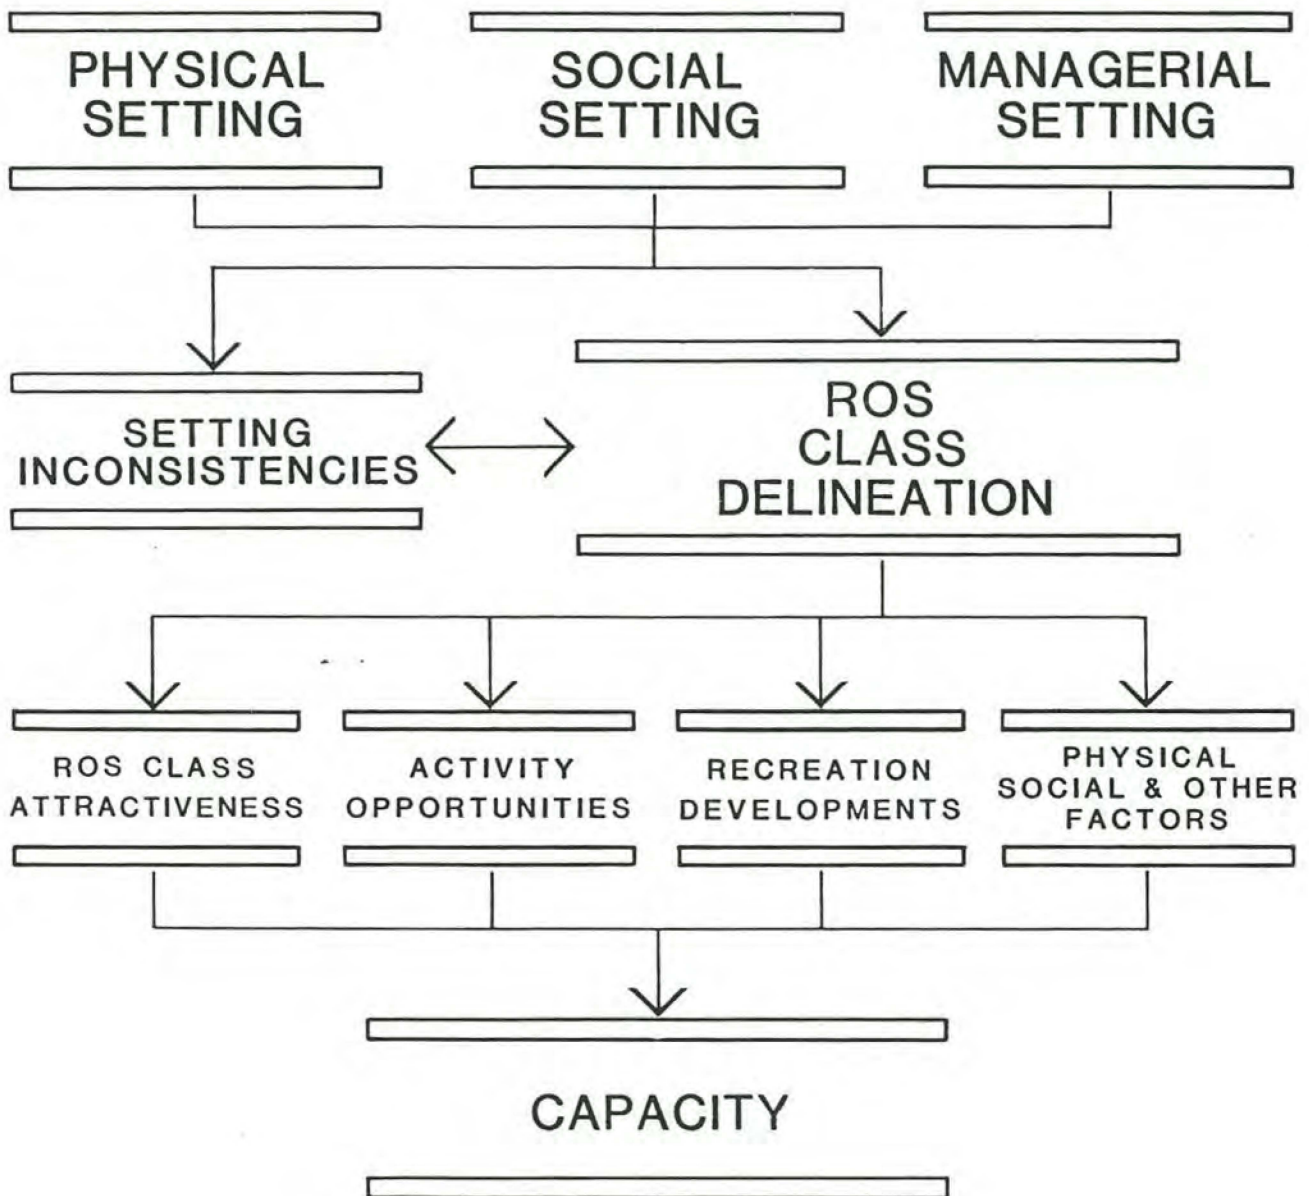 PHYSICAL
SETTING
SOCIAL
SETTING
MANAGERIAL
SETTING
SETTING
INCONSISTENCIES
ROS
CLASS
DELINEATION
ROS CLASS
ATTRACTIVENESS
ACTIVITY
OPPORTUNITIES
RECREATION
DEVELOPMENTS
PHYSICAL
SOCIAL & OTHER
FACTORS
CAPACITY